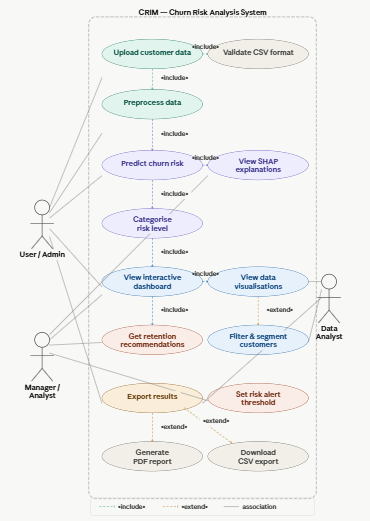 CRIM — Churn Risk Analysis System
Upload customer data
«include»
Validate CSV format
«include»
Preprocess data
«include»
Predict churn risk
«include»
View SHAP
explanations
«include»
Categorise
risk level
«include»
User / Admin
View interactive
dashboard
«include»
View data
visualisations
«include»
«extend»
Data
Analyst
Get retention
recommendations
Filter & segment
customers
Manager /
Analyst
Export results
Set risk alert
threshold
«extend»
«extend»
Generate
PDF report
Download
CSV export
«include»
«extend»
association